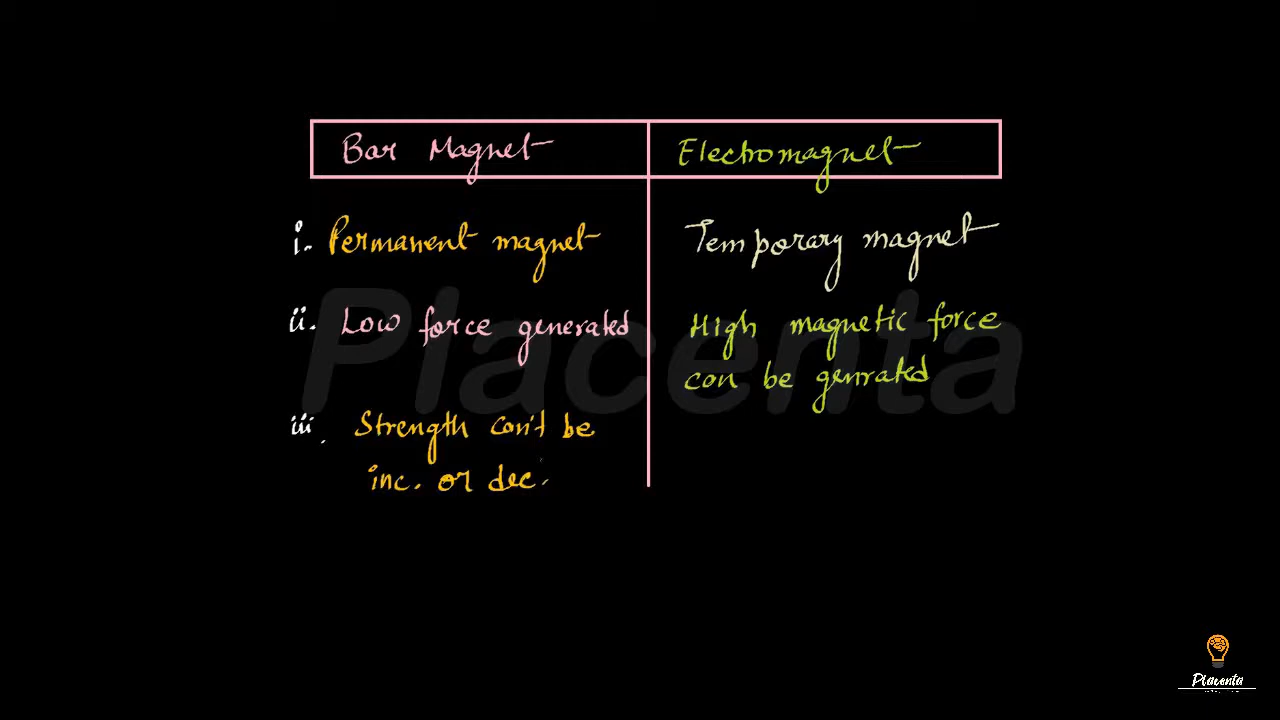 Bar Magnet Electromagnet
i. Permanent magnet Temporary magnet
ii. Low force generated High magnetic force
can be genrated
iii. Strength can't be
inc. or dec.
Placenta
Placenta